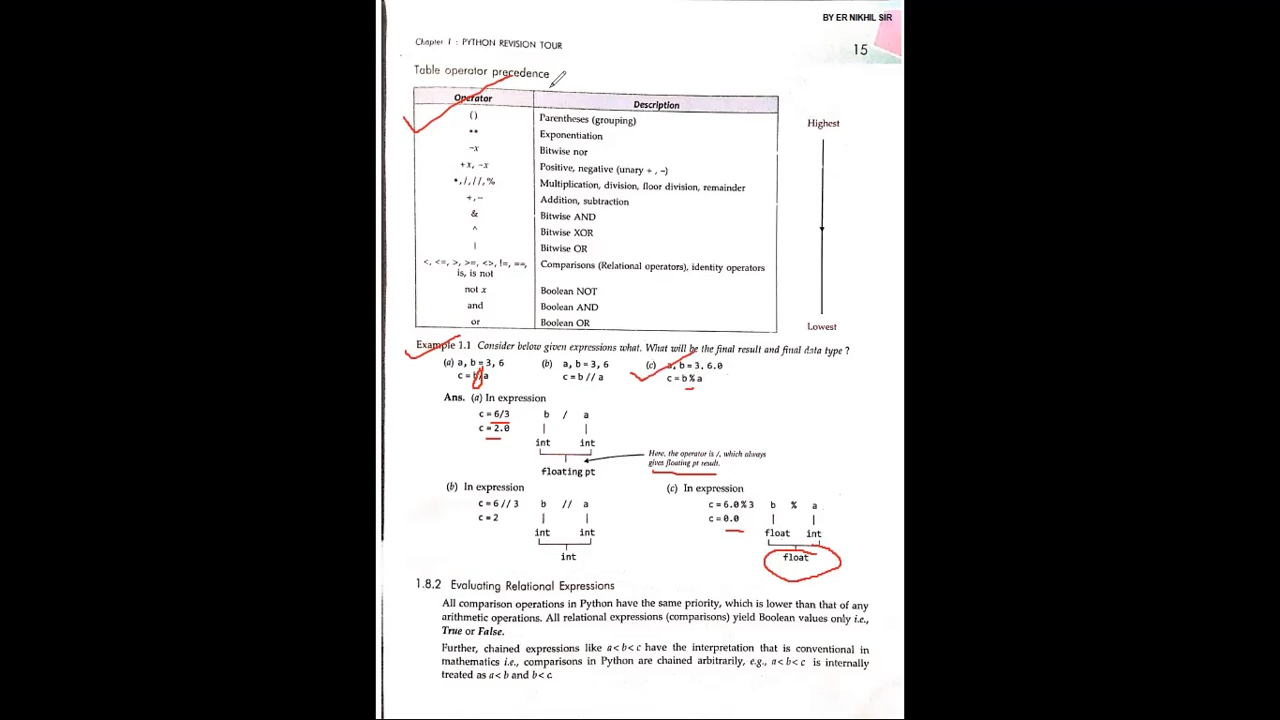 BY ER NIKHIL SIR
Chapter 1 : PYTHON REVISION TOUR
15
Table operator precedence
Operator Description
() Parentheses (grouping)
** Exponentiation
~x Bitwise nor
+x, -x Positive, negative (unary +, -)
*, /, //, % Multiplication, division, floor division, remainder
+, - Addition, subtraction
& Bitwise AND
^ Bitwise XOR
| Bitwise OR
<, <=, >, >=, <>, !=, ==, Comparisons (Relational operators), identity operators
is, is not
not x Boolean NOT
and Boolean AND
or Boolean OR
Highest
Lowest
Example 1.1 Consider below given expressions what. What will be the final result and final data type ?
(a) a, b = 3, 6 (b) a, b = 3, 6 (c) a, b = 3, 6.0
c = b / a c = b // a c = b % a
Ans. (a) In expression
c = 6/3 b / a
c = 2.0
int int
floating pt
Here, the operator is /, which always
gives floating pt result.
(b) In expression
c = 6 // 3 b // a
c = 2
int int
int
(c) In expression
c = 6.0 % 3 b % a
c = 0.0
float int
float
1.8.2 Evaluating Relational Expressions
All comparison operations in Python have the same priority, which is lower than that of any
arithmetic operations. All relational expressions (comparisons) yield Boolean values only i.e.,
True or False.
Further, chained expressions like a < b < c have the interpretation that is conventional in
mathematics i.e., comparisons in Python are chained arbitrarily, e.g., a < b < c is internally
treated as a < b and b < c.